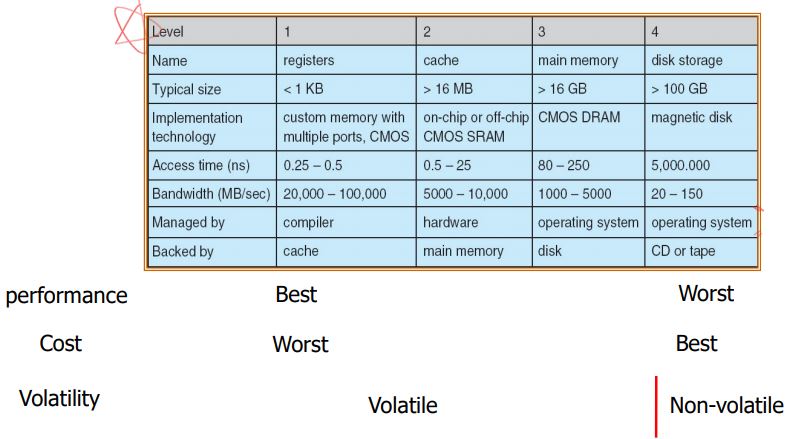 Level 1 2 3 4
Name registers cache main memory disk storage
Typical size < 1 KB > 16 MB > 16 GB > 100 GB
Implementation custom memory with on-chip or off-chip CMOS DRAM magnetic disk
technology multiple ports, CMOS CMOS SRAM
Access time (ns) 0.25 – 0.5 0.5 – 25 80 – 250 5,000.000
Bandwidth (MB/sec) 20,000 – 100,000 5000 – 10,000 1000 – 5000 20 – 150
Managed by compiler hardware operating system operating system
Backed by cache main memory disk CD or tape
performance Best Worst
Cost Worst Best
Volatility Volatile Non-volatile